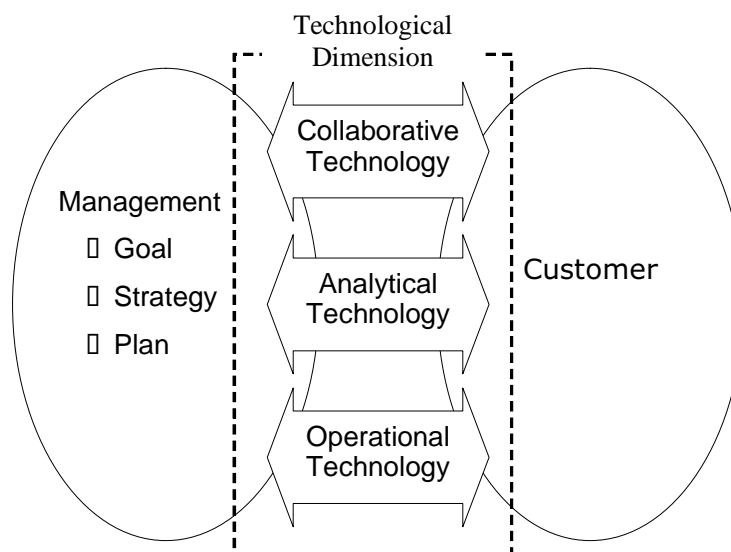 Technological
Dimension
Collaborative
Technology
Management
▯ Goal
▯ Strategy
▯ Plan
Analytical
Technology
Customer
Operational
Technology